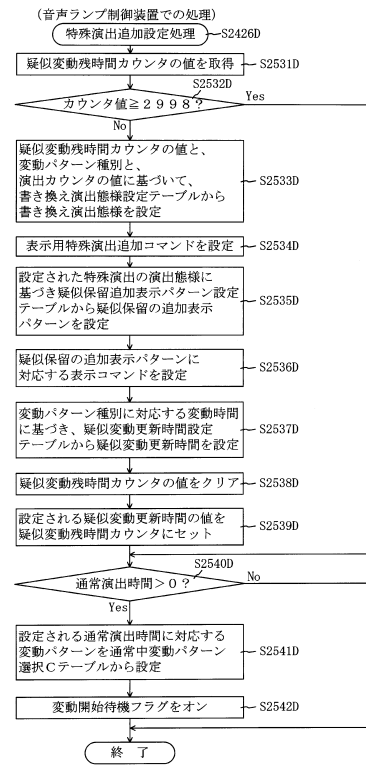 (音声ランプ制御装置での処理)
特殊演出追加設定処理
S2426D
疑似変動残時間カウンタの値を取得
S2531D
S2532D
カウンタ値≧2998?
Yes
No
疑似変動残時間カウンタの値と、
変動パターン種別と、
演出カウンタの値に基づいて、
書き換え演出態様設定テーブルから
書き換え演出態様を設定
S2533D
表示用特殊演出追加コマンドを設定
S2534D
設定された特殊演出の演出態様に
基づき疑似保留追加表示パターン設定
テーブルから疑似保留の追加表示
パターンを設定
S2535D
疑似保留の追加表示パターンに
対応する表示コマンドを設定
S2536D
変動パターン種別に対応する変動時間
に基づき、疑似変動更新時間設定
テーブルから疑似変動更新時間を設定
S2537D
疑似変動残時間カウンタの値をクリア
S2538D
設定される疑似変動更新時間の値を
疑似変動残時間カウンタにセット
S2539D
S2540D
通常演出時間>0?
No
Yes
設定される通常演出時間に対応する
変動パターンを通常中変動パターン
選択Cテーブルから設定
S2541D
変動開始待機フラグをオン
S2542D
終 了